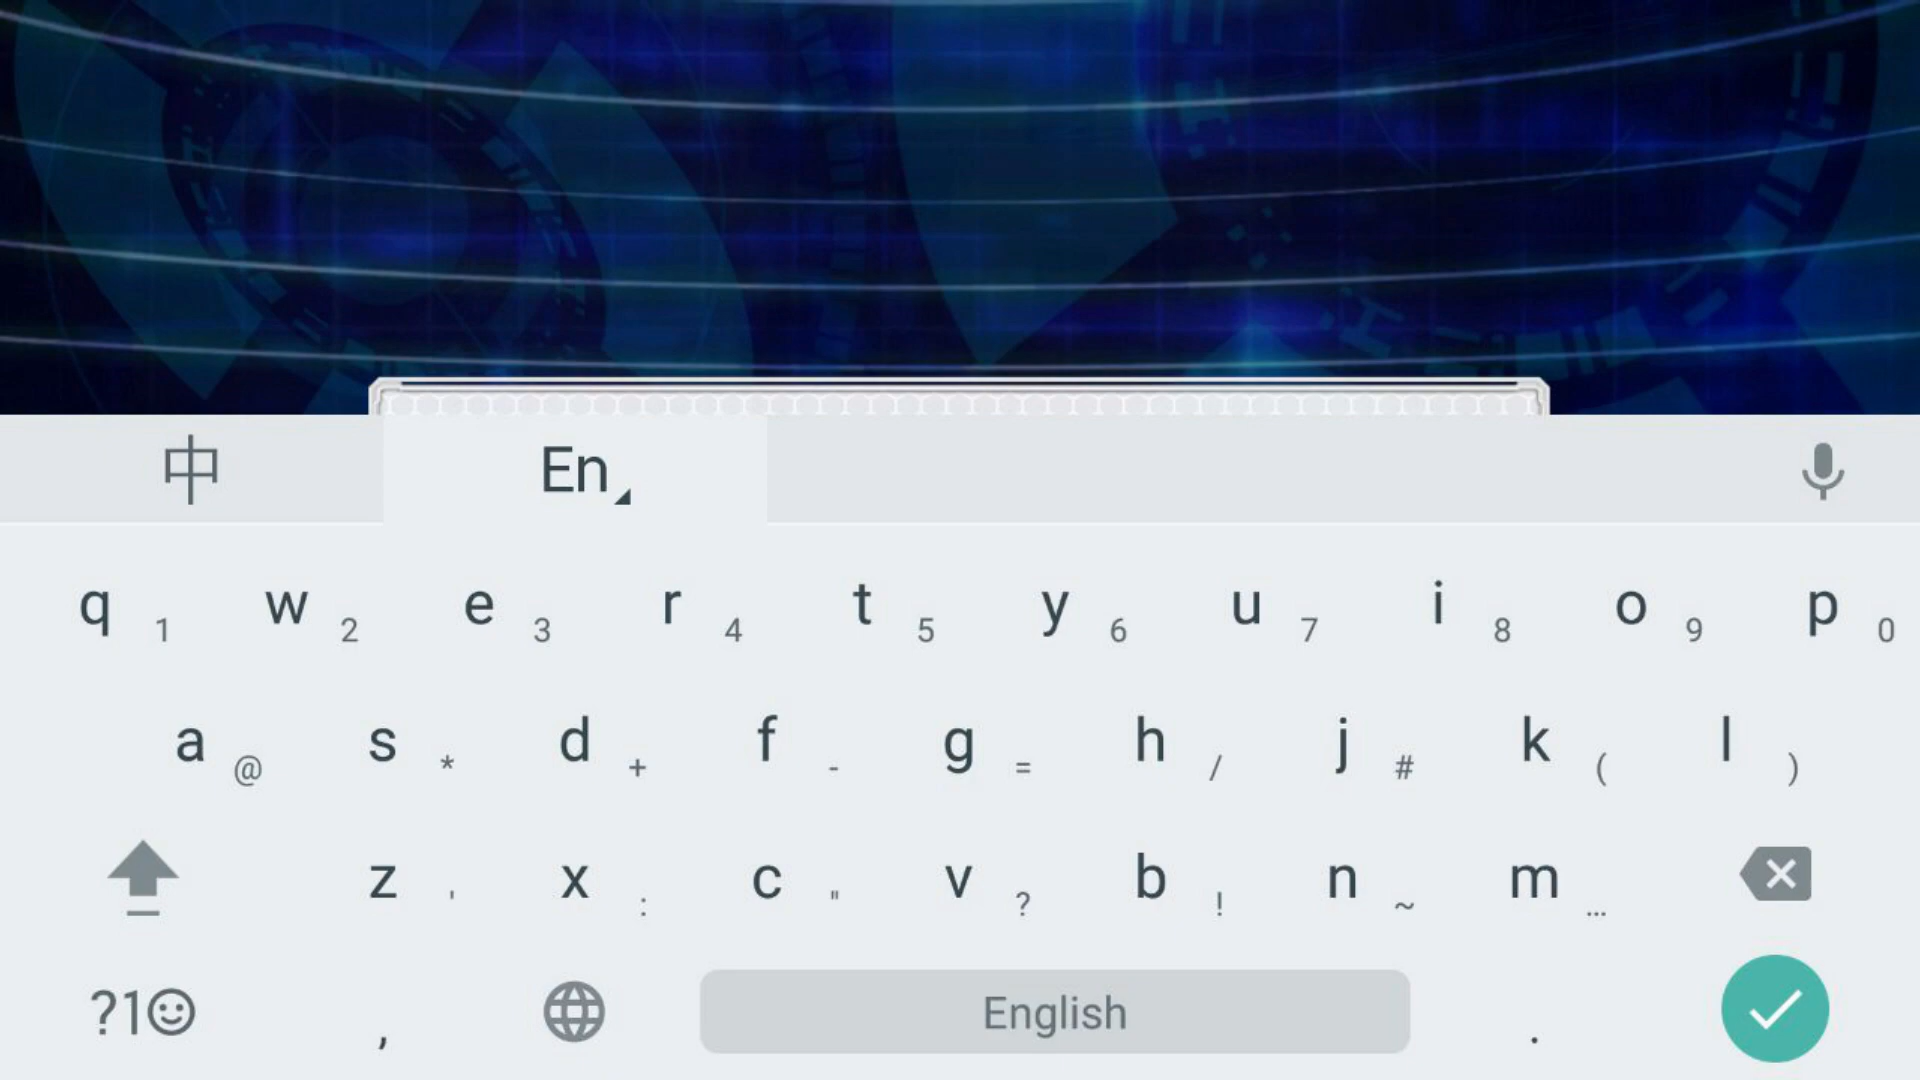 中 En
q 1 w 2 e 3 r 4 t 5 y 6 u 7 i 8 o 9 p 0
a @ s * d + f - g = h / j # k ( l )
z ' x : c " v ? b ! n ~ m …
?1☺ , English .